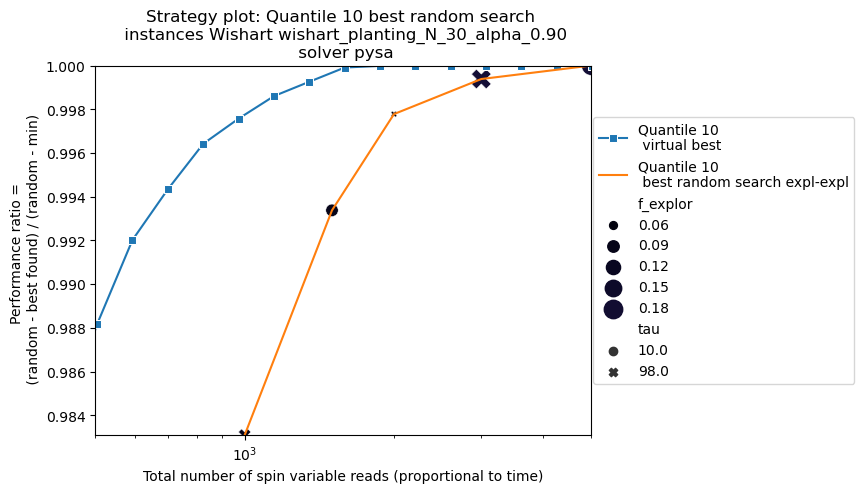 Strategy plot: Quantile 10 best random search
instances Wishart wishart_planting_N_30_alpha_0.90
solver pysa
Performance ratio =
(random - best found) / (random - min)
1.000
0.998
0.996
0.994
0.992
0.990
0.988
0.986
0.984
10^3
Total number of spin variable reads (proportional to time)
Quantile 10
virtual best
Quantile 10
best random search expl-expl
f_explor
0.06
0.09
0.12
0.15
0.18
tau
10.0
98.0